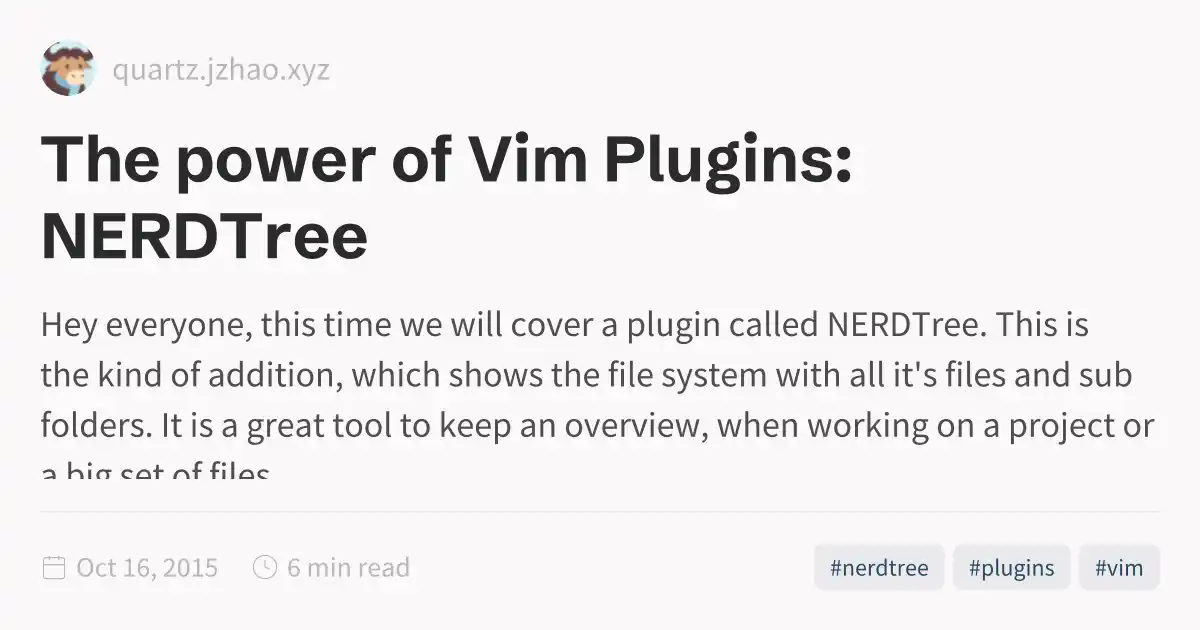 quartz.jzhao.xyz
The power of Vim Plugins:
NERDTree
Hey everyone, this time we will cover a plugin called NERDTree. This is
the kind of addition, which shows the file system with all it's files and sub
folders. It is a great tool to keep an overview, when working on a project or
a big set of files
Oct 16, 2015
6 min read
#nerdtree
#plugins
#vim